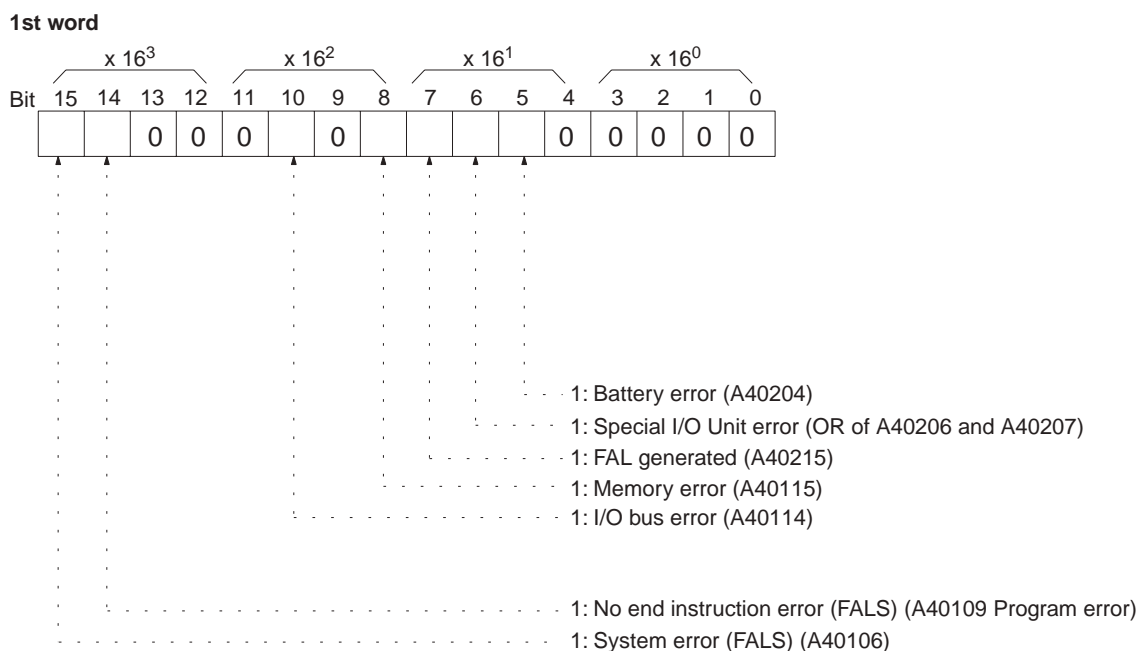 1st word
x 16³ x 16² x 16¹ x 16⁰
Bit 15 14 13 12 11 10 9 8 7 6 5 4 3 2 1 0
0 0 0 0 0 0 0 0 0
1: Battery error (A40204)
1: Special I/O Unit error (OR of A40206 and A40207)
1: FAL generated (A40215)
1: Memory error (A40115)
1: I/O bus error (A40114)
1: No end instruction error (FALS) (A40109 Program error)
1: System error (FALS) (A40106)